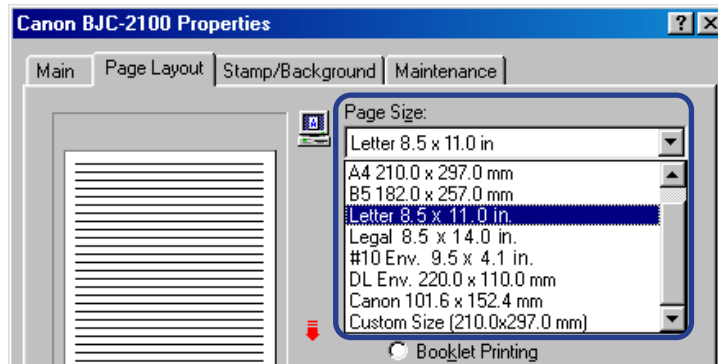 Canon BJC-2100 Properties
Main Page Layout Stamp/Background Maintenance
Page Size:
Letter 8.5 x 11.0 in
A4 210.0 x 297.0 mm
B5 182.0 x 257.0 mm
Letter 8.5 x 11.0 in.
Legal 8.5 x 14.0 in.
#10 Env. 9.5 x 4.1 in.
DL Env. 220.0 x 110.0 mm
Canon 101.6 x 152.4 mm
Custom Size (210.0x297.0 mm)
Booklet Printing